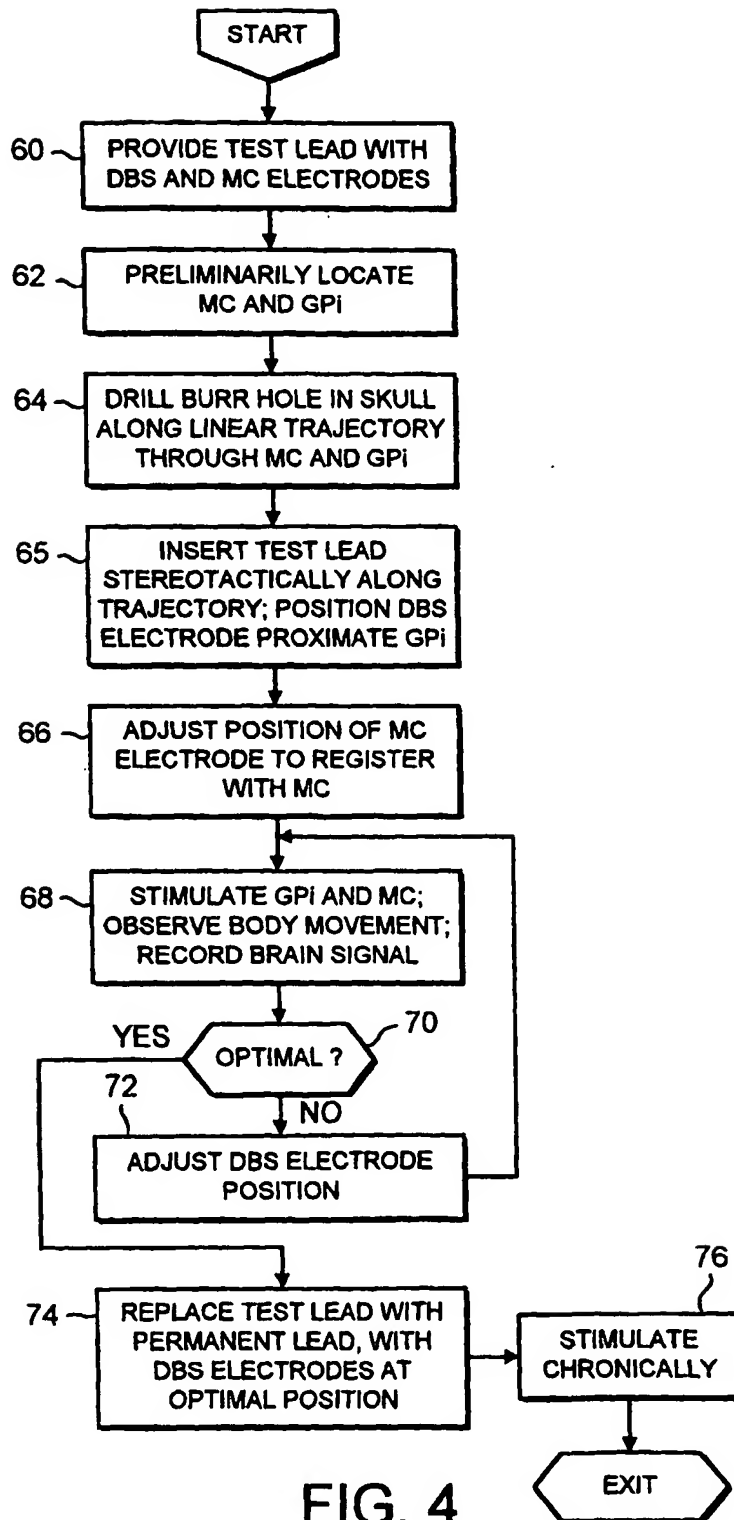 START
60
PROVIDE TEST LEAD WITH
DBS AND MC ELECTRODES
62
PRELIMINARILY LOCATE
MC AND GPi
64
DRILL BURR HOLE IN SKULL
ALONG LINEAR TRAJECTORY
THROUGH MC AND GPi
65
INSERT TEST LEAD
STEREOTACTICALLY ALONG
TRAJECTORY; POSITION DBS
ELECTRODE PROXIMATE GPi
66
ADJUST POSITION OF MC
ELECTRODE TO REGISTER
WITH MC
68
STIMULATE GPi AND MC;
OBSERVE BODY MOVEMENT;
RECORD BRAIN SIGNAL
70
YES
OPTIMAL ?
72
NO
ADJUST DBS ELECTRODE
POSITION
74
REPLACE TEST LEAD WITH
PERMANENT LEAD, WITH
DBS ELECTRODES AT
OPTIMAL POSITION
76
STIMULATE
CHRONICALLY
EXIT
FIG. 4